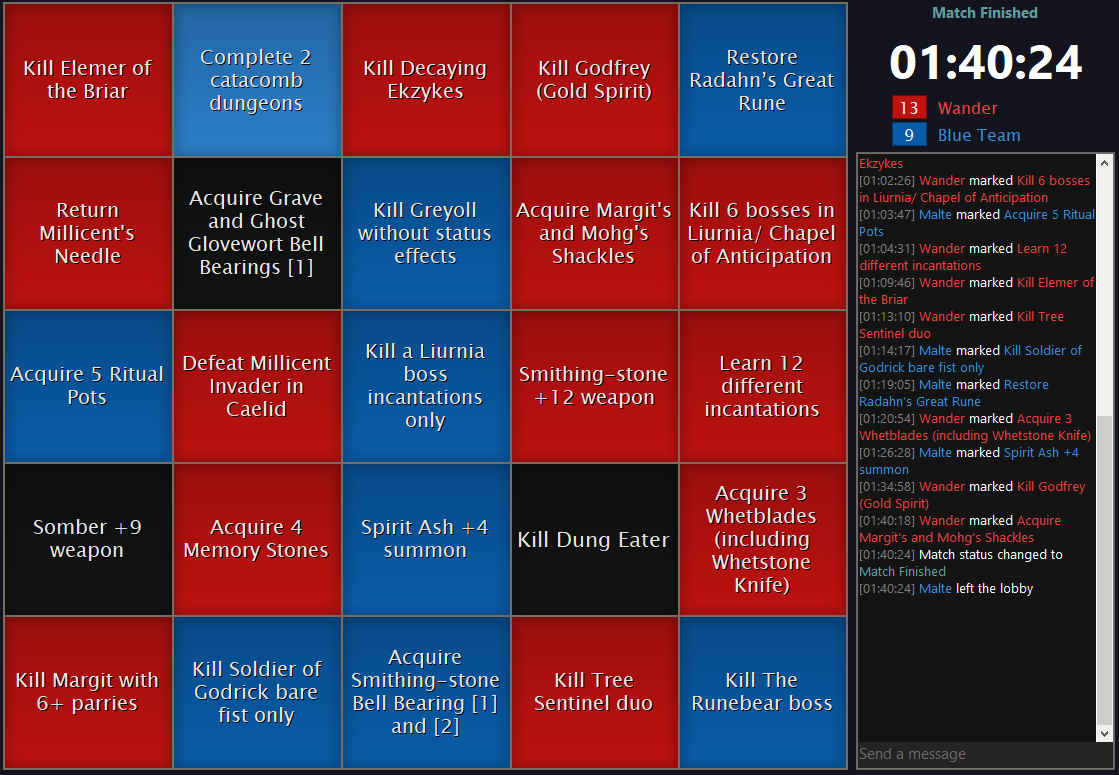 Kill Elemer of
the Briar
Complete 2
catacomb
dungeons
Kill Decaying
Ekzykes
Kill Godfrey
(Gold Spirit)
Restore
Radahn’s Great
Rune
Return
Millicent's
Needle
Acquire Grave
and Ghost
Glovewort Bell
Bearings [1]
Kill Greyoll
without status
effects
Acquire Margit's
and Mohg's
Shackles
Kill 6 bosses in
Liurnia/ Chapel
of Anticipation
Acquire 5 Ritual
Pots
Defeat Millicent
Invader in
Caelid
Kill a Liurnia
boss
incantations
only
Smithing-stone
+12 weapon
Learn 12
different
incantations
Somber +9
weapon
Acquire 4
Memory Stones
Spirit Ash +4
summon
Kill Dung Eater
Acquire 3
Whetblades
(including
Whetstone
Knife)
Kill Margit with
6+ parries
Kill Soldier of
Godrick bare
fist only
Acquire
Smithing-stone
Bell Bearing [1]
and [2]
Kill Tree
Sentinel duo
Kill The
Runebear boss
Match Finished
01:40:24
13 Wander
9 Blue Team
Ekzykes
[01:02:26] Wander marked Kill 6 bosses
in Liurnia/ Chapel of Anticipation
[01:03:47] Malte marked Acquire 5 Ritual
Pots
[01:04:31] Wander marked Learn 12
different incantations
[01:09:46] Wander marked Kill Elemer of
the Briar
[01:13:10] Wander marked Kill Tree
Sentinel duo
[01:14:17] Malte marked Kill Soldier of
Godrick bare fist only
[01:19:05] Malte marked Restore
Radahn’s Great Rune
[01:20:54] Wander marked Acquire 3
Whetblades (including Whetstone Knife)
[01:26:28] Malte marked Spirit Ash +4
summon
[01:34:58] Wander marked Kill Godfrey
(Gold Spirit)
[01:40:18] Wander marked Acquire
Margit's and Mohg's Shackles
[01:40:24] Match status changed to
Match Finished
[01:40:24] Malte left the lobby
Send a message